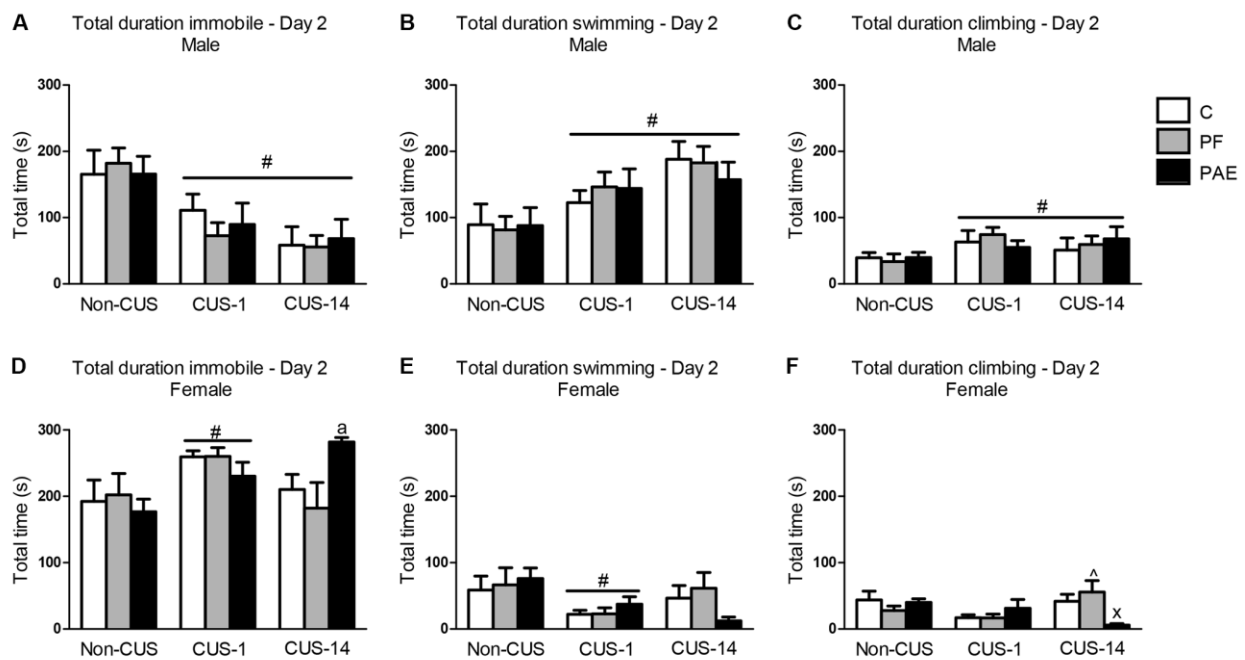 A Total duration immobile - Day 2
Male
B Total duration swimming - Day 2
Male
C Total duration climbing - Day 2
Male
Total time (s)
300
200
100
0
#
Non-CUS CUS-1 CUS-14
Total time (s)
300
200
100
0
#
Non-CUS CUS-1 CUS-14
Total time (s)
300
200
100
0
#
Non-CUS CUS-1 CUS-14
C
PF
PAE
D Total duration immobile - Day 2
Female
E Total duration swimming - Day 2
Female
F Total duration climbing - Day 2
Female
Total time (s)
300
200
100
0
#
a
Non-CUS CUS-1 CUS-14
Total time (s)
300
200
100
0
#
Non-CUS CUS-1 CUS-14
Total time (s)
300
200
100
0
^
x
Non-CUS CUS-1 CUS-14